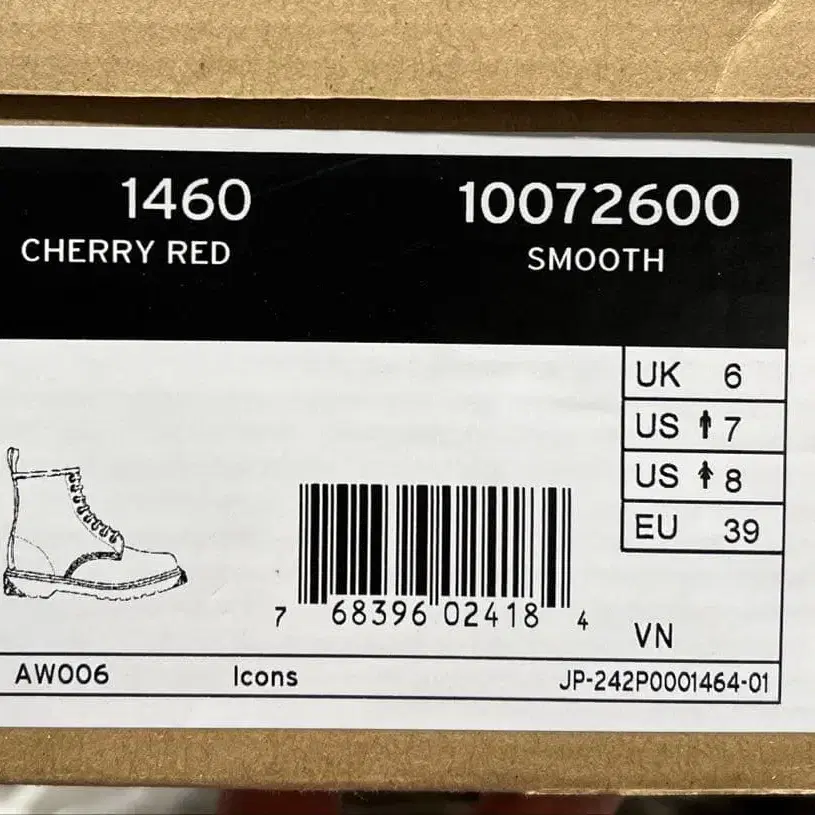 1460
10072600
CHERRY RED
SMOOTH
UK 6
US 7
US 8
EU 39
7 68396 02418 4
VN
AW006
Icons
JP-242P0001464-01